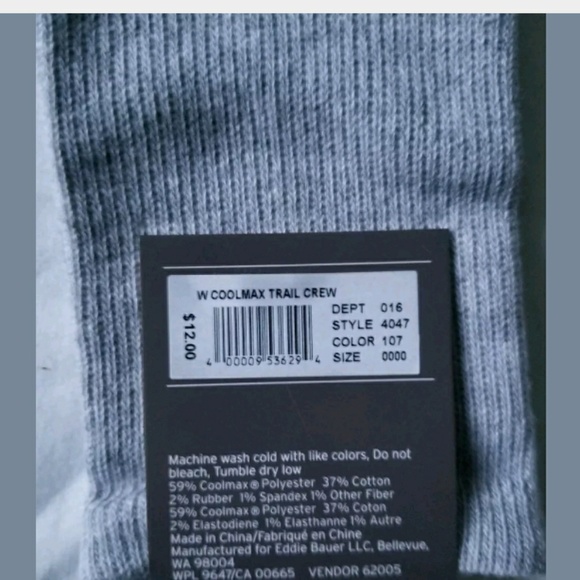 W COOLMAX TRAIL CREW
$12.00
DEPT 016
STYLE 4047
COLOR 107
SIZE 0000
4 00009 53629 4
Machine wash cold with like colors, Do not
bleach, Tumble dry low
59% Coolmax® Polyester 37% Cotton
2% Rubber 1% Spandex 1% Other Fiber
59% Coolmax® Polyester 37% Coton
2% Elastodiene 1% Elasthanne 1% Autre
Made in China/Fabriqué en Chine
Manufactured for Eddie Bauer LLC, Bellevue,
WA 98004
WPL 9647/CA 00665 VENDOR 62005